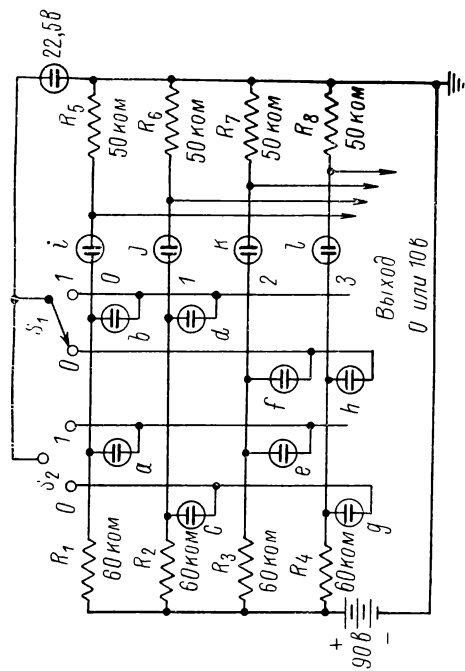 22,5в
S₂
0
1
S₁
0
1
R₁
60 ком
a
b
i
0
R₅
50 ком
R₂
60 ком
c
d
j
1
R₆
50 ком
R₃
60 ком
e
f
k
2
R₇
50 ком
R₄
60 ком
g
h
l
3
R₈
50 ком
+
90в
−
Выход
0 или 10в